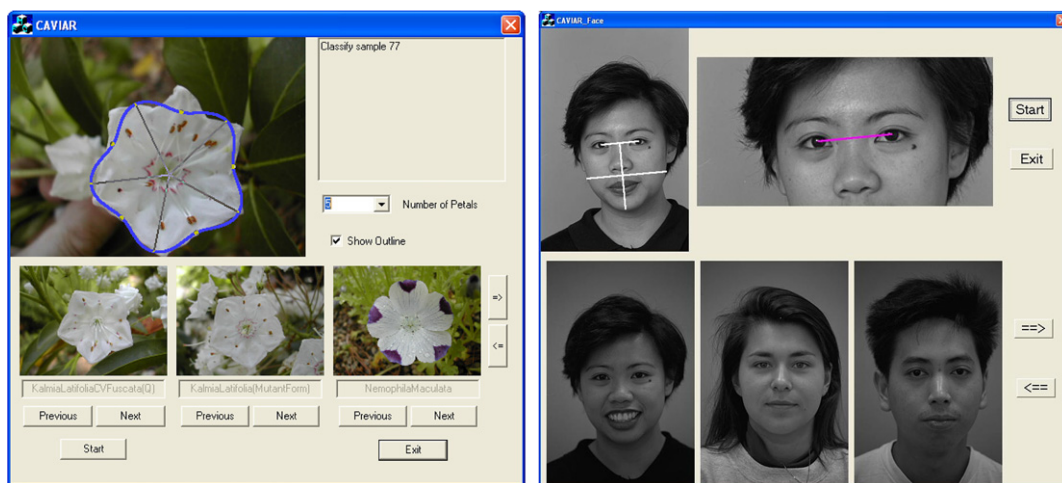 CAVIAR
Classify sample 77
5
Number of Petals
Show Outline
=>
<=
KalmiaLatifoliaCVFuscata(Q)
KalmiaLatifolia(MutantForm)
NemophilaMaculata
Previous
Next
Previous
Next
Previous
Next
Start
Exit
CAVIAR_Face
Start
Exit
==>
<==